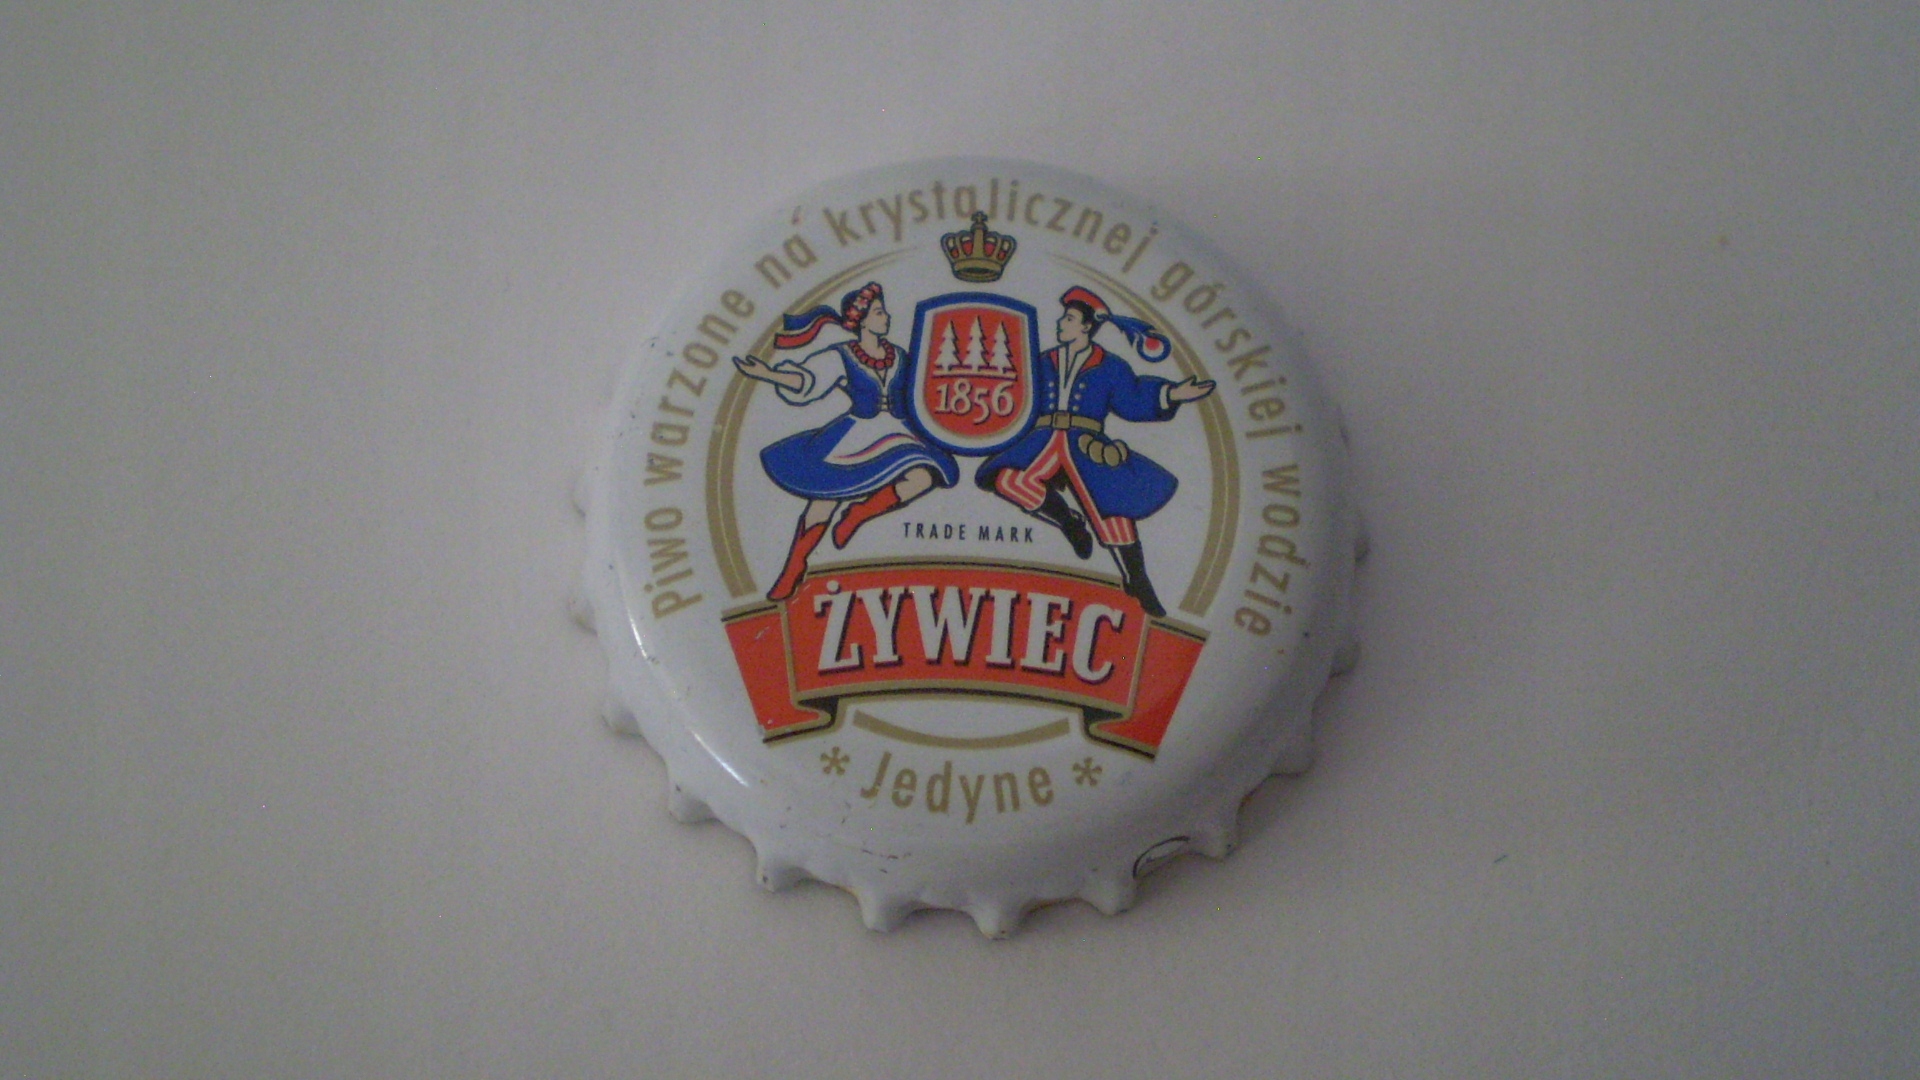 Piwo warzone na krystalicznej górskiej wodzie
1856
TRADE MARK
ŻYWIEC
* Jedyne *